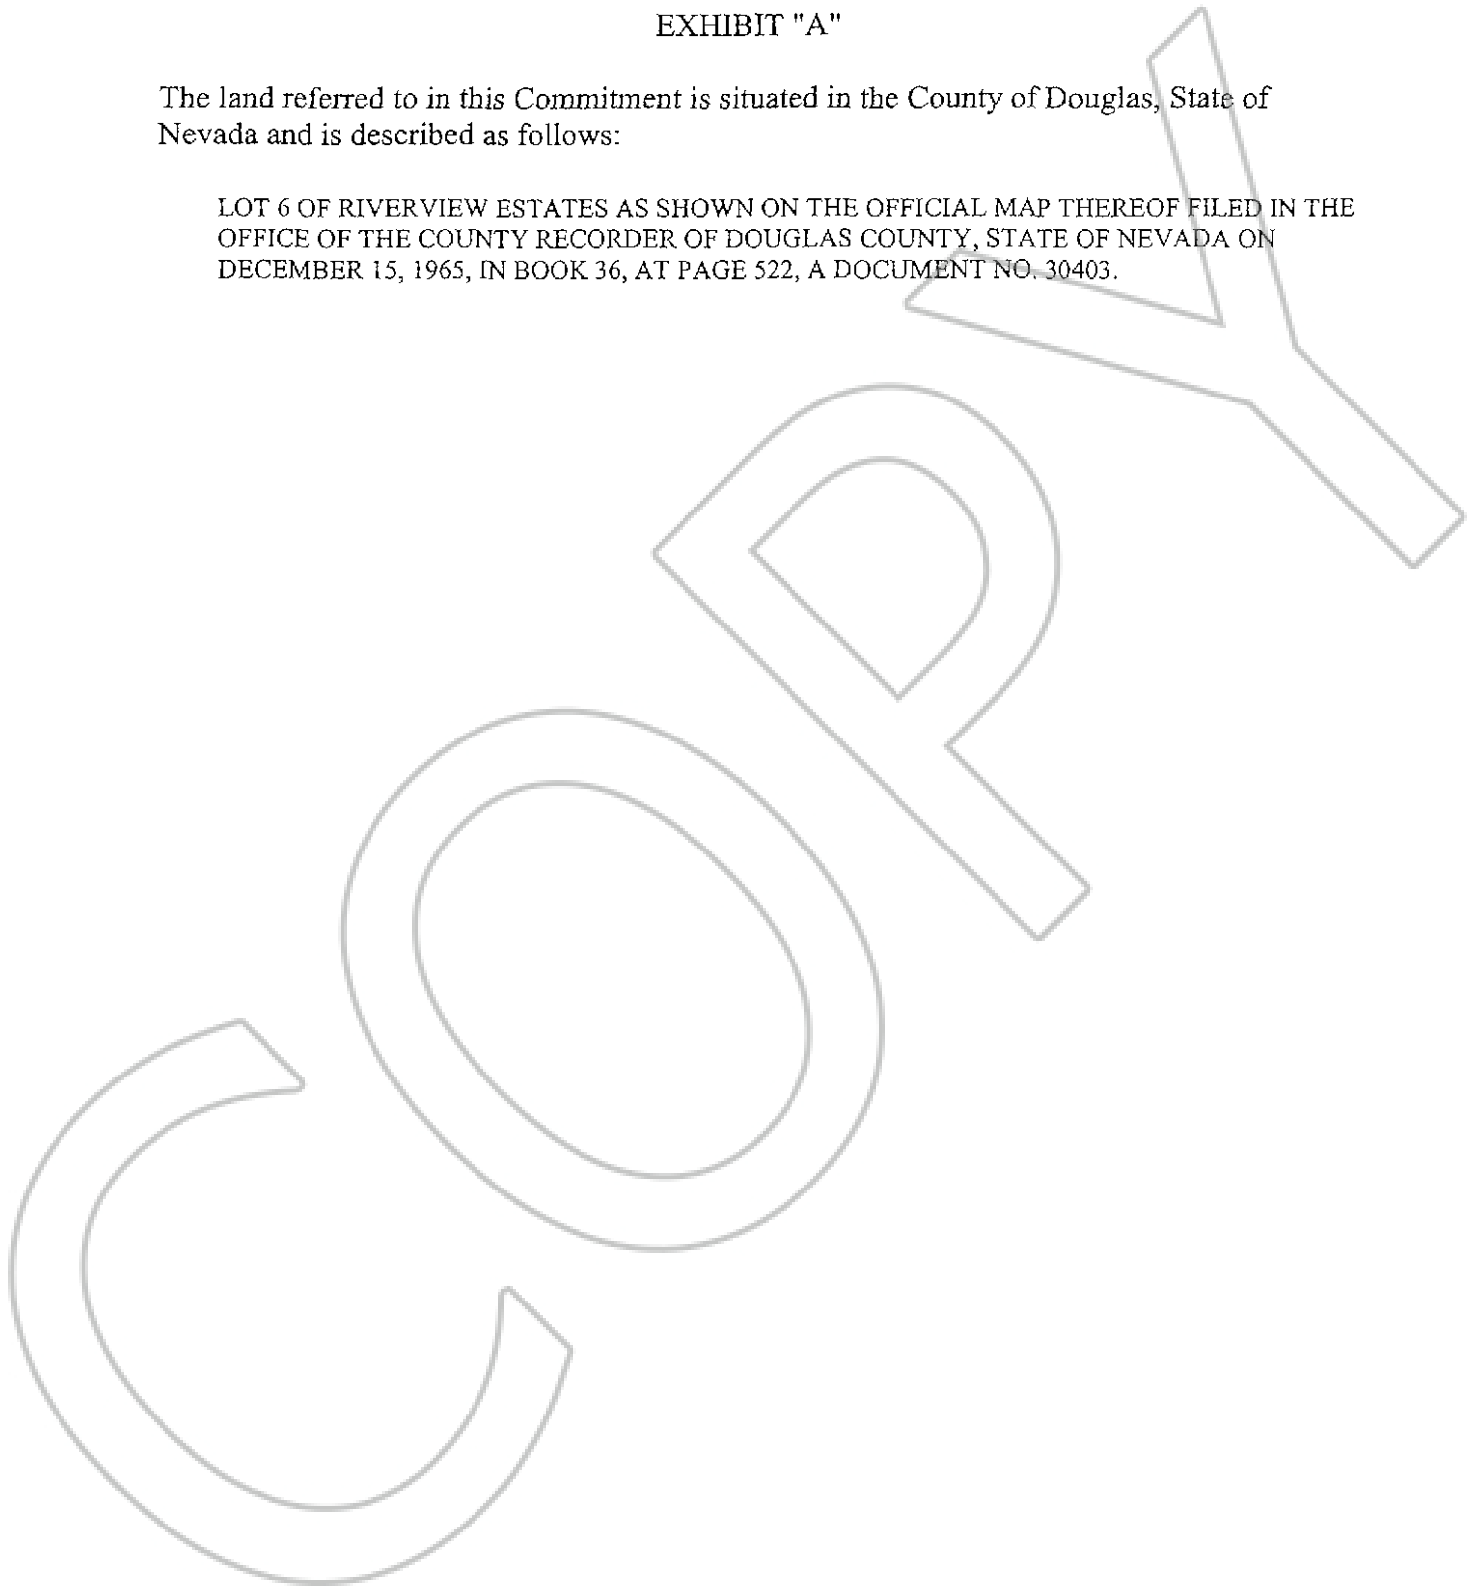 EXHIBIT "A"
The land referred to in this Commitment is situated in the County of Douglas, State of
Nevada and is described as follows:
LOT 6 OF RIVERVIEW ESTATES AS SHOWN ON THE OFFICIAL MAP THEREOF FILED IN THE
OFFICE OF THE COUNTY RECORDER OF DOUGLAS COUNTY, STATE OF NEVADA ON
DECEMBER 15, 1965, IN BOOK 36, AT PAGE 522, A DOCUMENT NO. 30403.
COPY